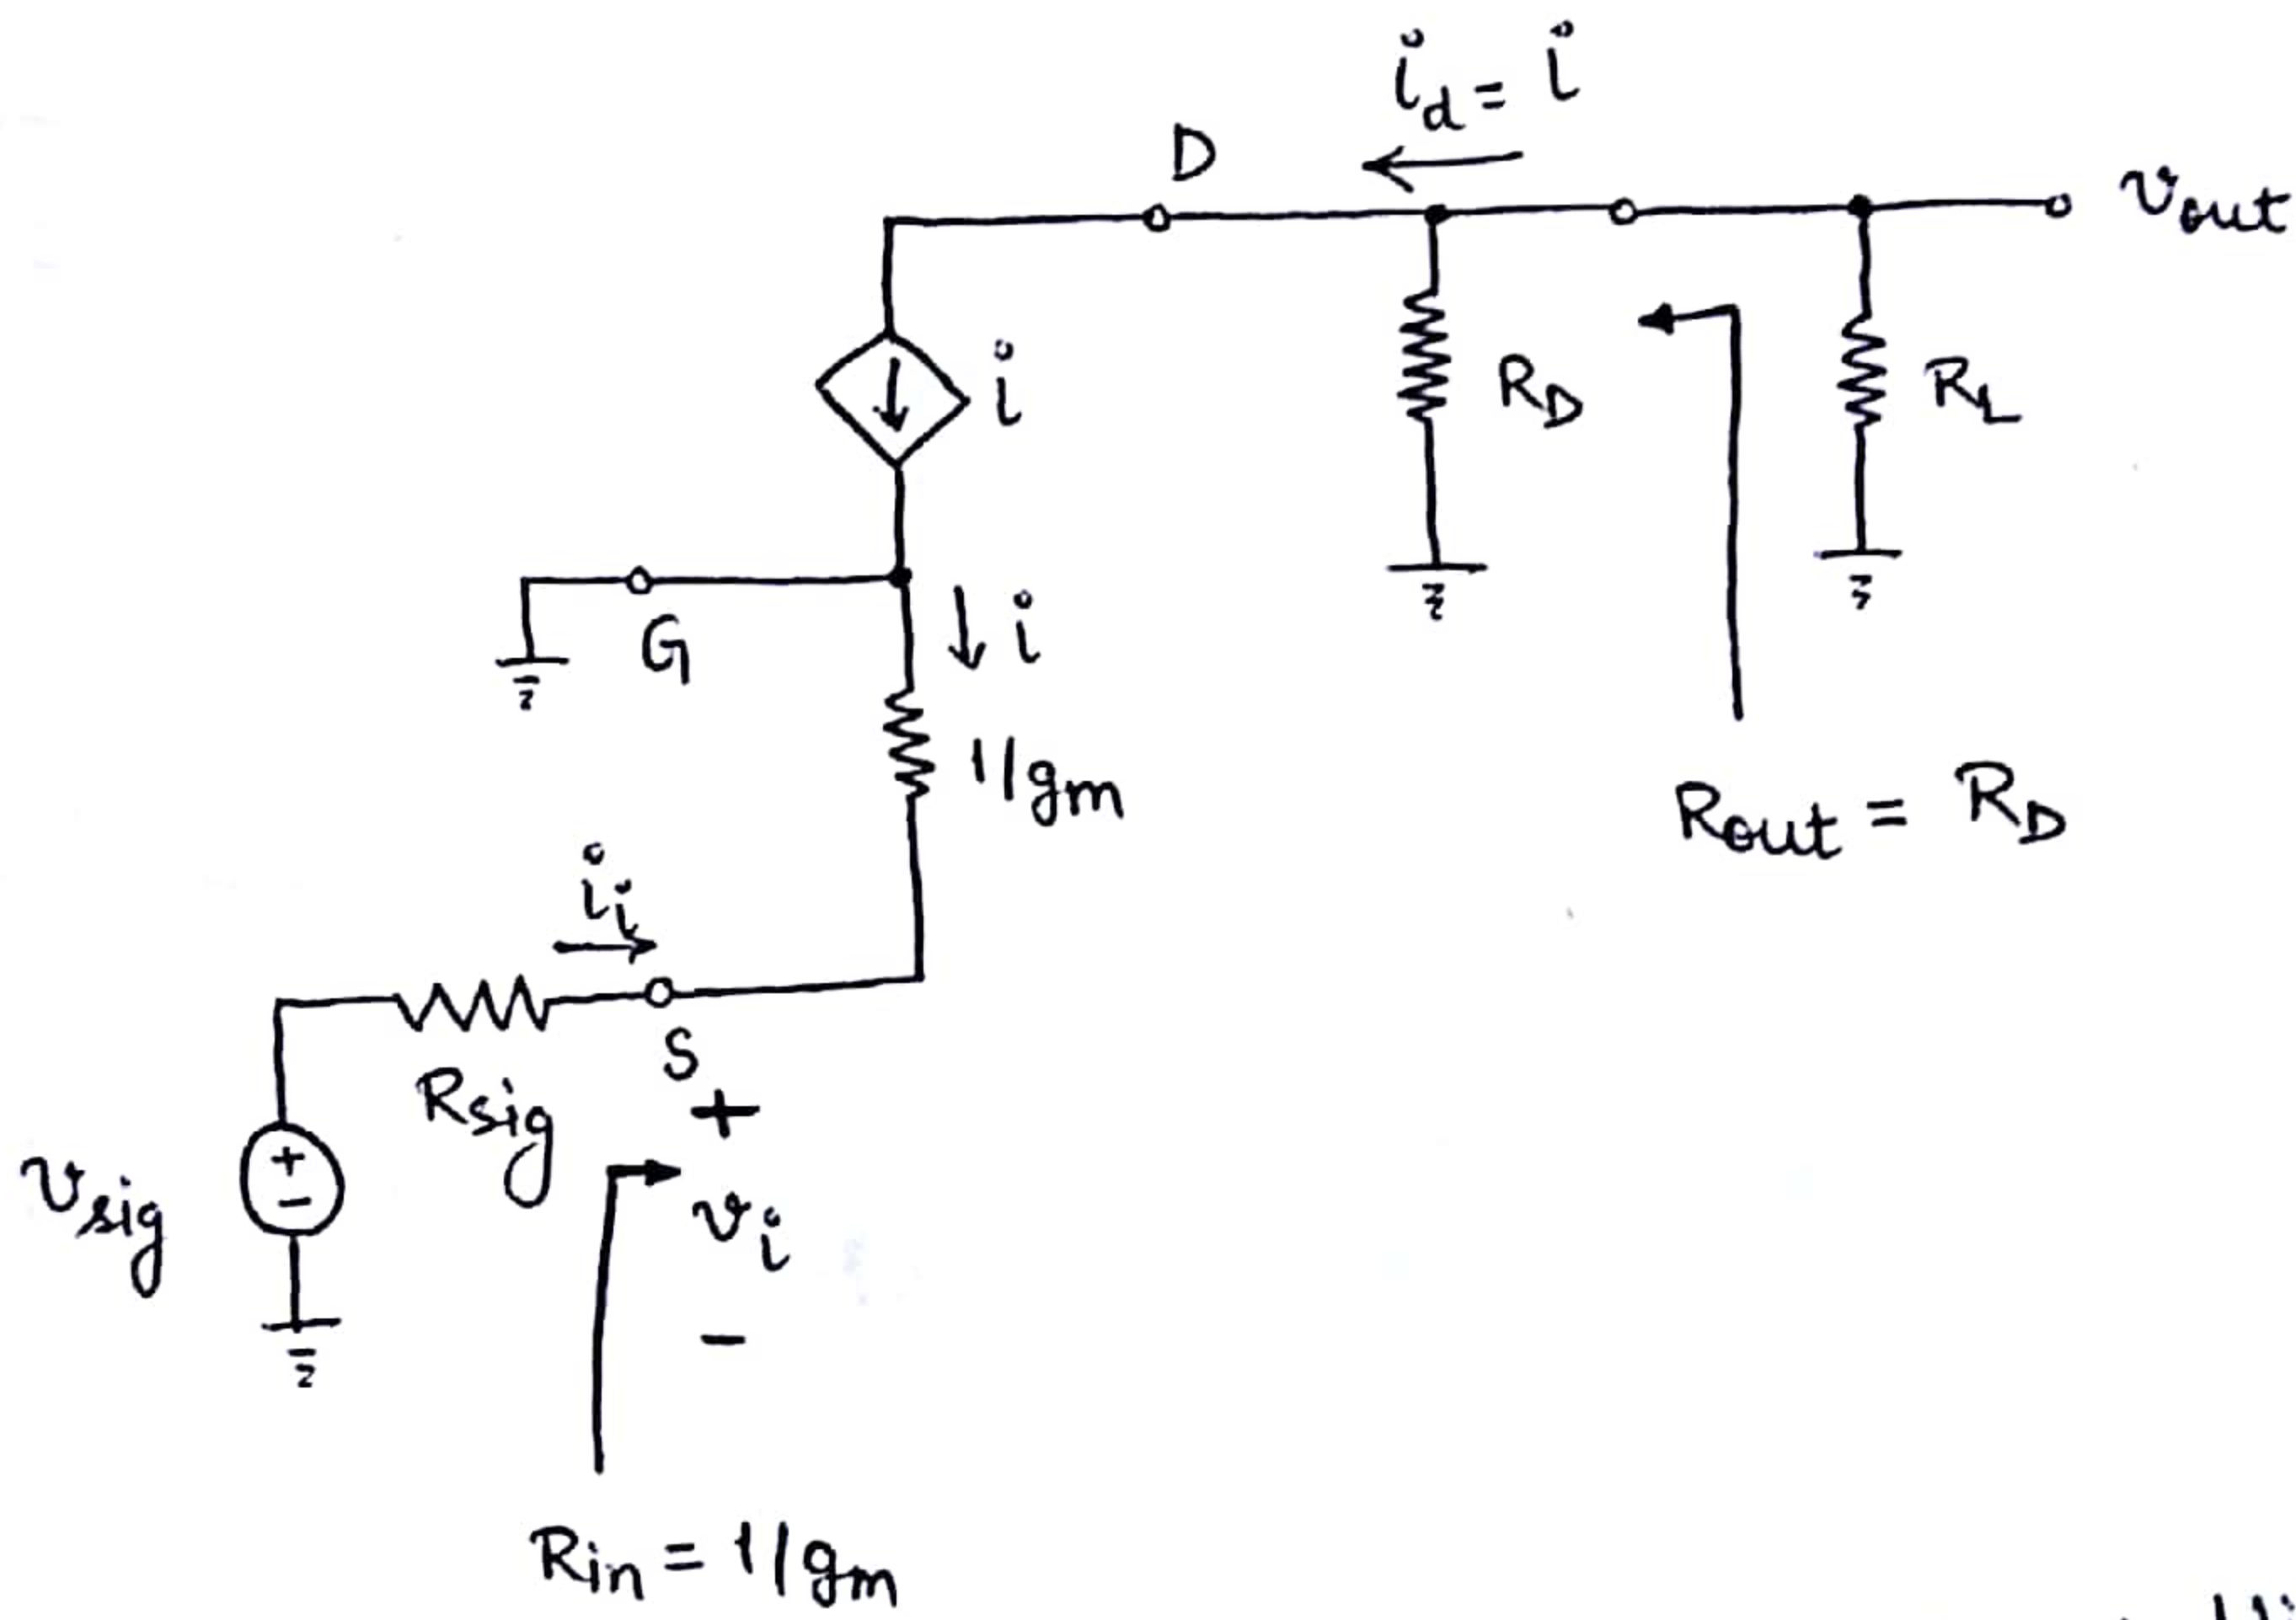 i_d = i
D
v_out
i
R_D
R_L
G
i
1/gm
R_out = R_D
i_i
S
R_sig
+
v_sig
+
-
v_i
-
R_in = 1/gm